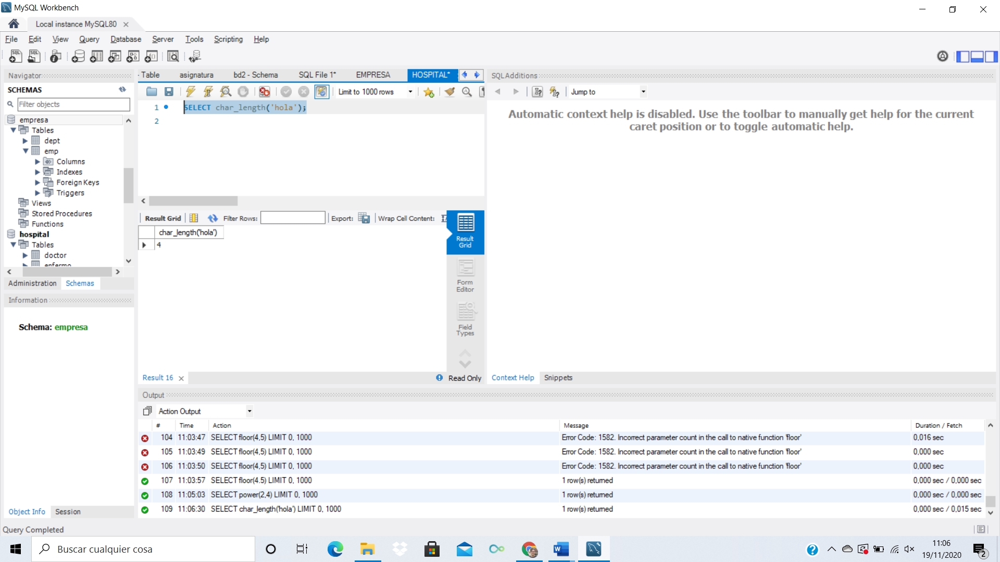 MySQL Workbench
Local instance MySQL80
File Edit View Query Database Server Tools Scripting Help
Navigator
SCHEMAS
Filter objects
empresa
Tables
dept
emp
Columns
Indexes
Foreign Keys
Triggers
Views
Stored Procedures
Functions
hospital
Tables
doctor
enfermo
Administration Schemas
Information
Schema: empresa
Object Info Session
Table asignatura bd2 - Schema SQL File 1* EMPRESA HOSPITAL*
Limit to 1000 rows
1 SELECT char_length('hola');
2
Result Grid Filter Rows: Export: Wrap Cell Content:
char_length('hola')
4
Result Grid
Form Editor
Field Types
Result 16 Read Only
SQLAdditions
Jump to
Automatic context help is disabled. Use the toolbar to manually get help for the current
caret position or to toggle automatic help.
Context Help Snippets
Output
Action Output
# Time Action Message Duration / Fetch
104 11:03:47 SELECT floor(4,5) LIMIT 0, 1000 Error Code: 1582. Incorrect parameter count in the call to native function 'floor' 0,016 sec
105 11:03:49 SELECT floor(4,5) LIMIT 0, 1000 Error Code: 1582. Incorrect parameter count in the call to native function 'floor' 0,000 sec
106 11:03:50 SELECT floor(4,5) LIMIT 0, 1000 Error Code: 1582. Incorrect parameter count in the call to native function 'floor' 0,000 sec
107 11:03:57 SELECT floor(4.5) LIMIT 0, 1000 1 row(s) returned 0,000 sec / 0,000 sec
108 11:05:03 SELECT power(2,4) LIMIT 0, 1000 1 row(s) returned 0,000 sec / 0,000 sec
109 11:06:30 SELECT char_length('hola') LIMIT 0, 1000 1 row(s) returned 0,000 sec / 0,015 sec
Query Completed
Buscar cualquier cosa
11:06
19/11/2020
2